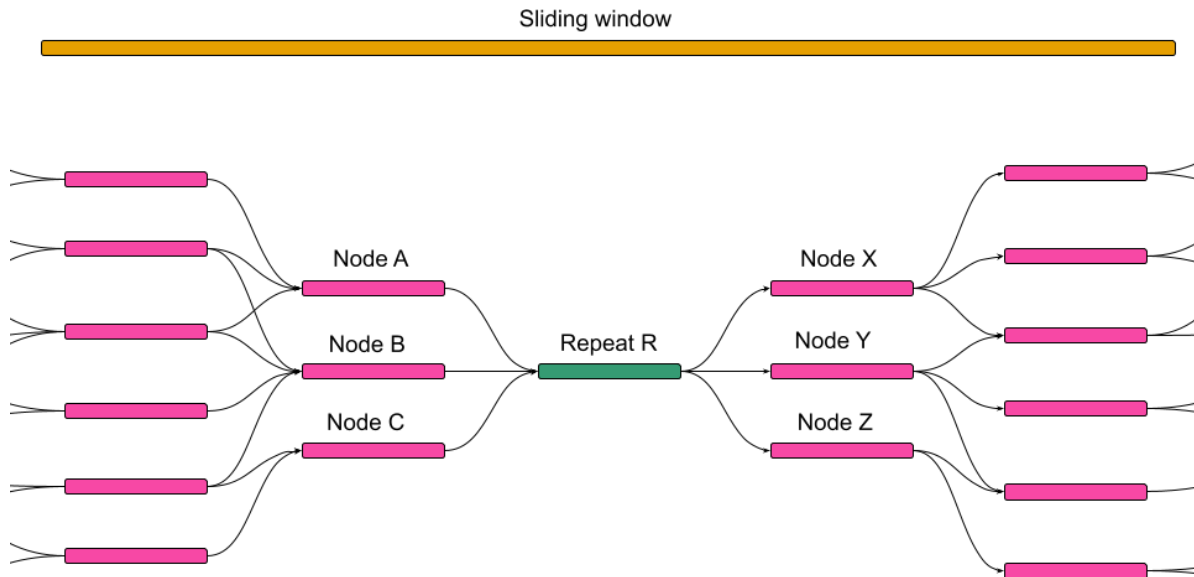 Sliding window
Node A
Node X
Node B
Repeat R
Node Y
Node C
Node Z